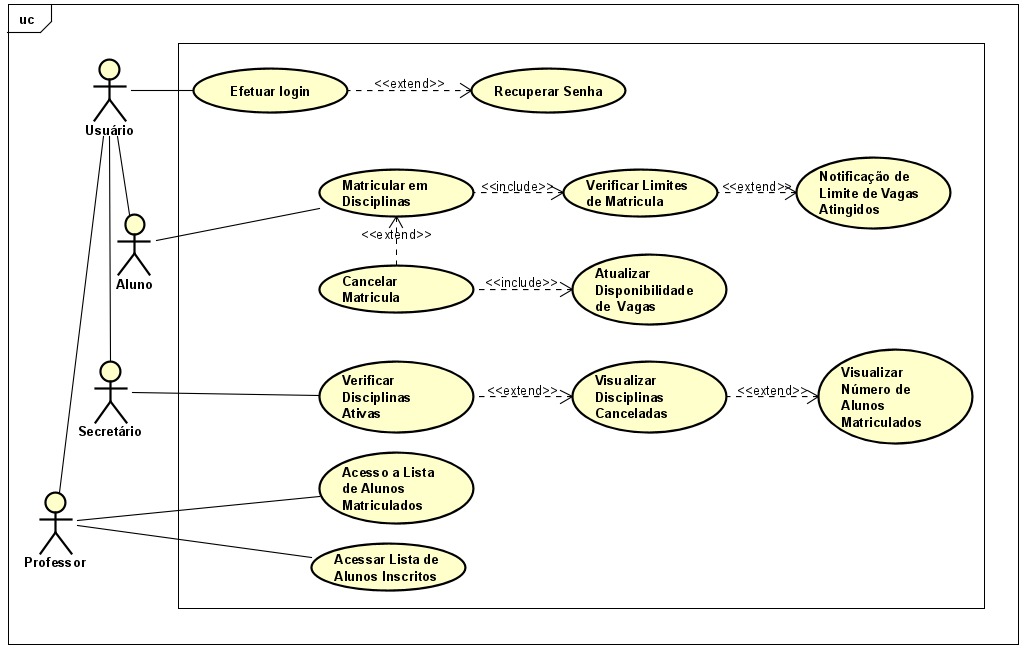 uc
Efetuar login
<<extend>>
Recuperar Senha
Usuário
Matricular em
Disciplinas
<<include>>
Verificar Limites
de Matricula
<<extend>>
Notificação de
Limite de Vagas
Atingidos
<<extend>>
Aluno
Cancelar
Matricula
<<include>>
Atualizar
Disponibilidade
de Vagas
Secretário
Verificar
Disciplinas
Ativas
<<extend>>
Visualizar
Disciplinas
Canceladas
<<extend>>
Visualizar
Número de
Alunos
Matriculados
Acesso a Lista
de Alunos
Matriculados
Professor
Acessar Lista de
Alunos Inscritos